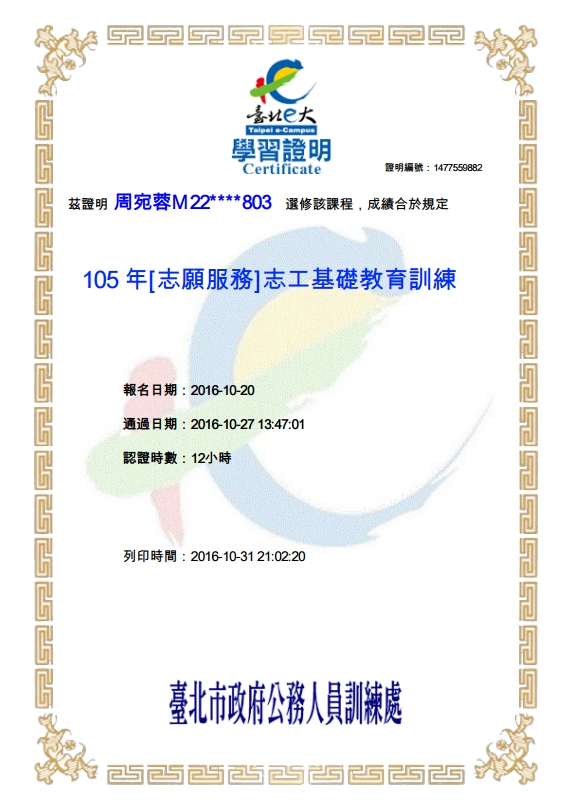 臺北e大
Taipei e-Campus
學習證明
Certificate
證明編號：1477559882
茲證明 周宛蓉M22****803 選修該課程，成績合於規定
105 年[志願服務]志工基礎教育訓練
報名日期：2016-10-20
通過日期：2016-10-27 13:47:01
認證時數：12小時
列印時間：2016-10-31 21:02:20
臺北市政府公務人員訓練處